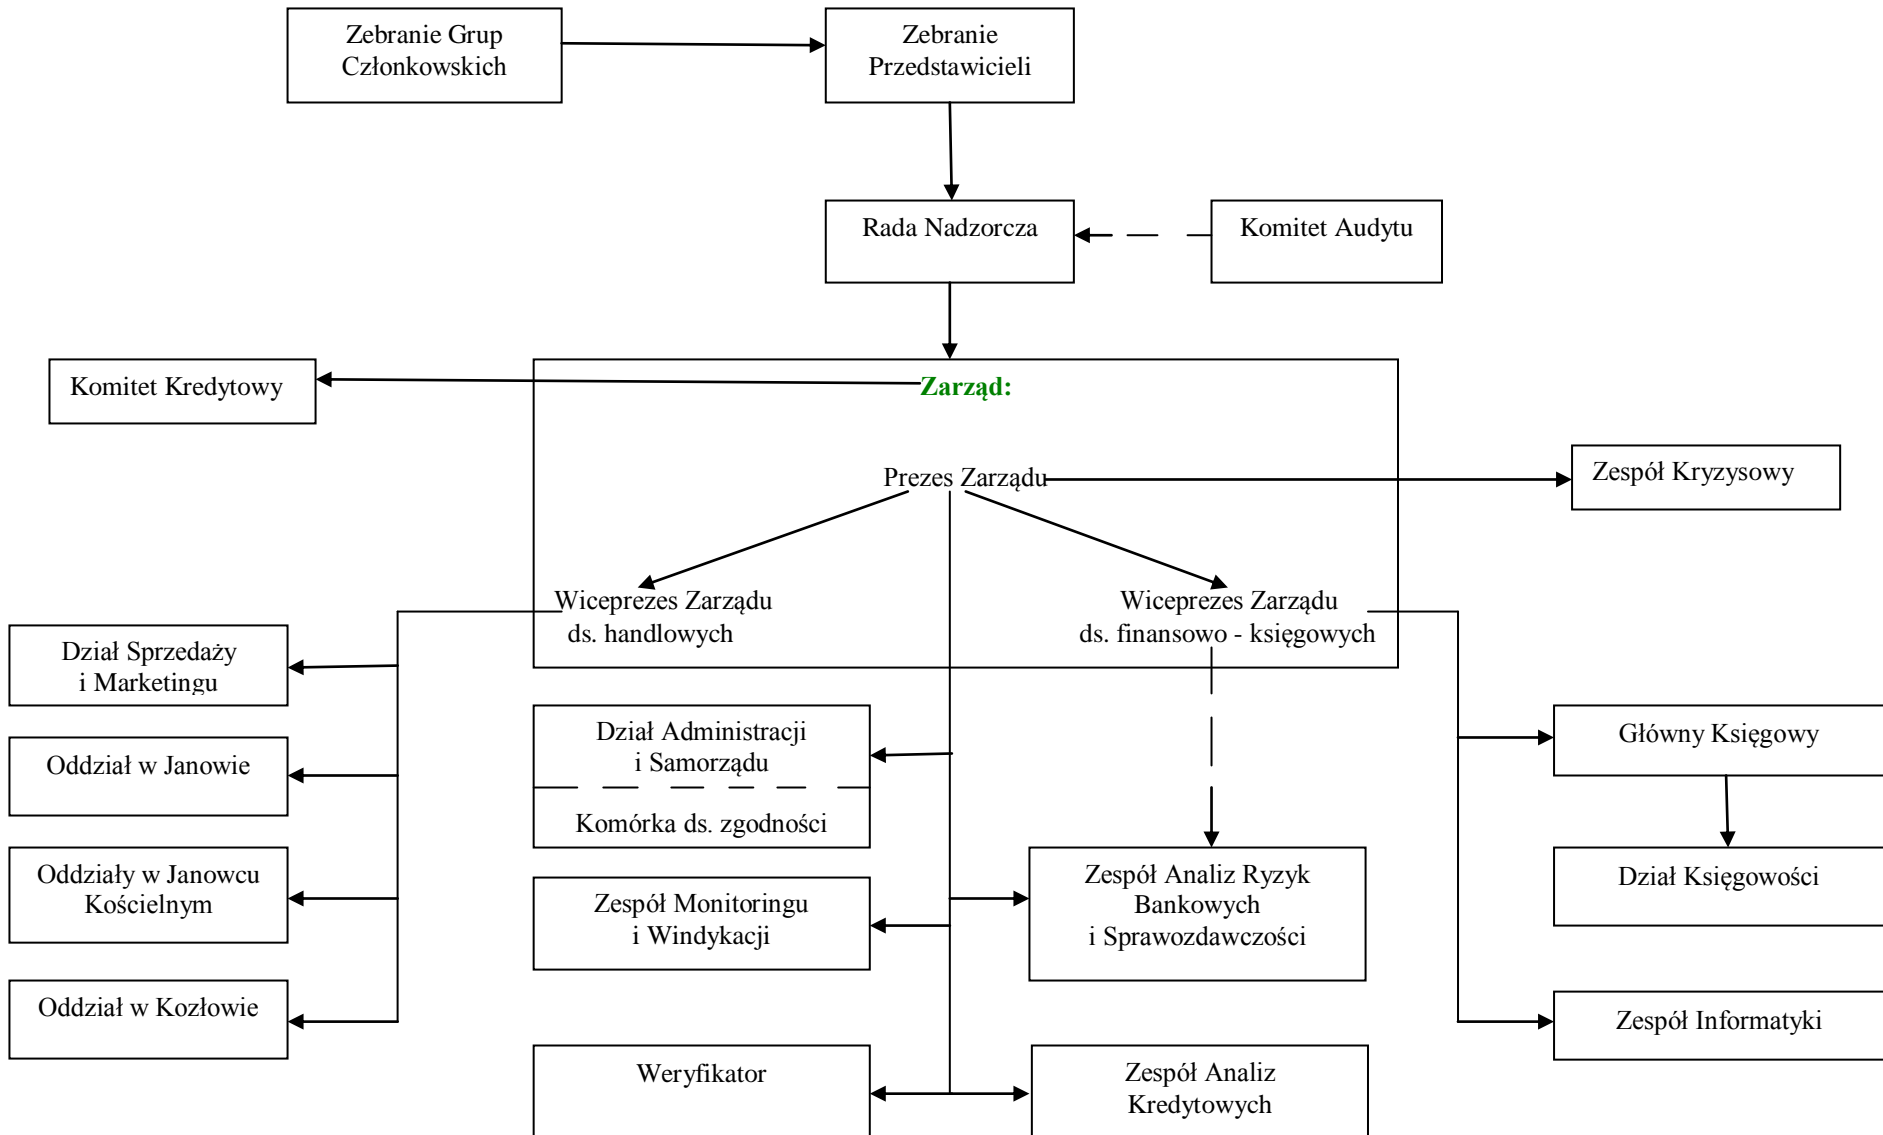 Zebranie Grup
Członkowskich
Zebranie
Przedstawicieli
Rada Nadzorcza
Komitet Audytu
Komitet Kredytowy
Zarząd:
Prezes Zarządu
Zespół Kryzysowy
Wiceprezes Zarządu
ds. handlowych
Wiceprezes Zarządu
ds. finansowo - księgowych
Dział Sprzedaży
i Marketingu
Oddział w Janowie
Oddziały w Janowcu
Kościelnym
Oddział w Kozłowie
Dział Administracji
i Samorządu
Komórka ds. zgodności
Zespół Monitoringu
i Windykacji
Weryfikator
Zespół Analiz Ryzyk
Bankowych
i Sprawozdawczości
Zespół Analiz
Kredytowych
Główny Księgowy
Dział Księgowości
Zespół Informatyki